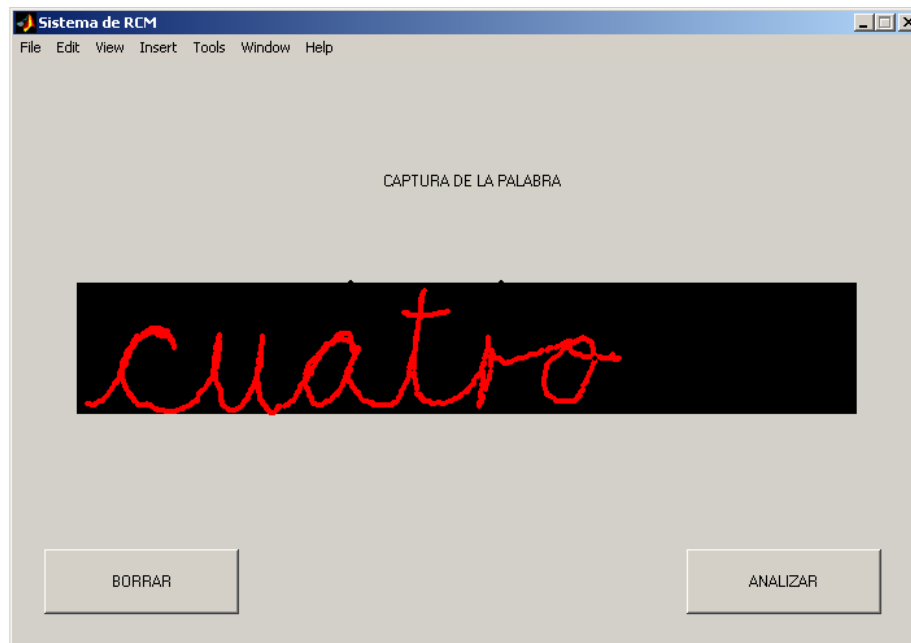 Sistema de RCM
File Edit View Insert Tools Window Help
CAPTURA DE LA PALABRA
cuatro
BORRAR ANALIZAR